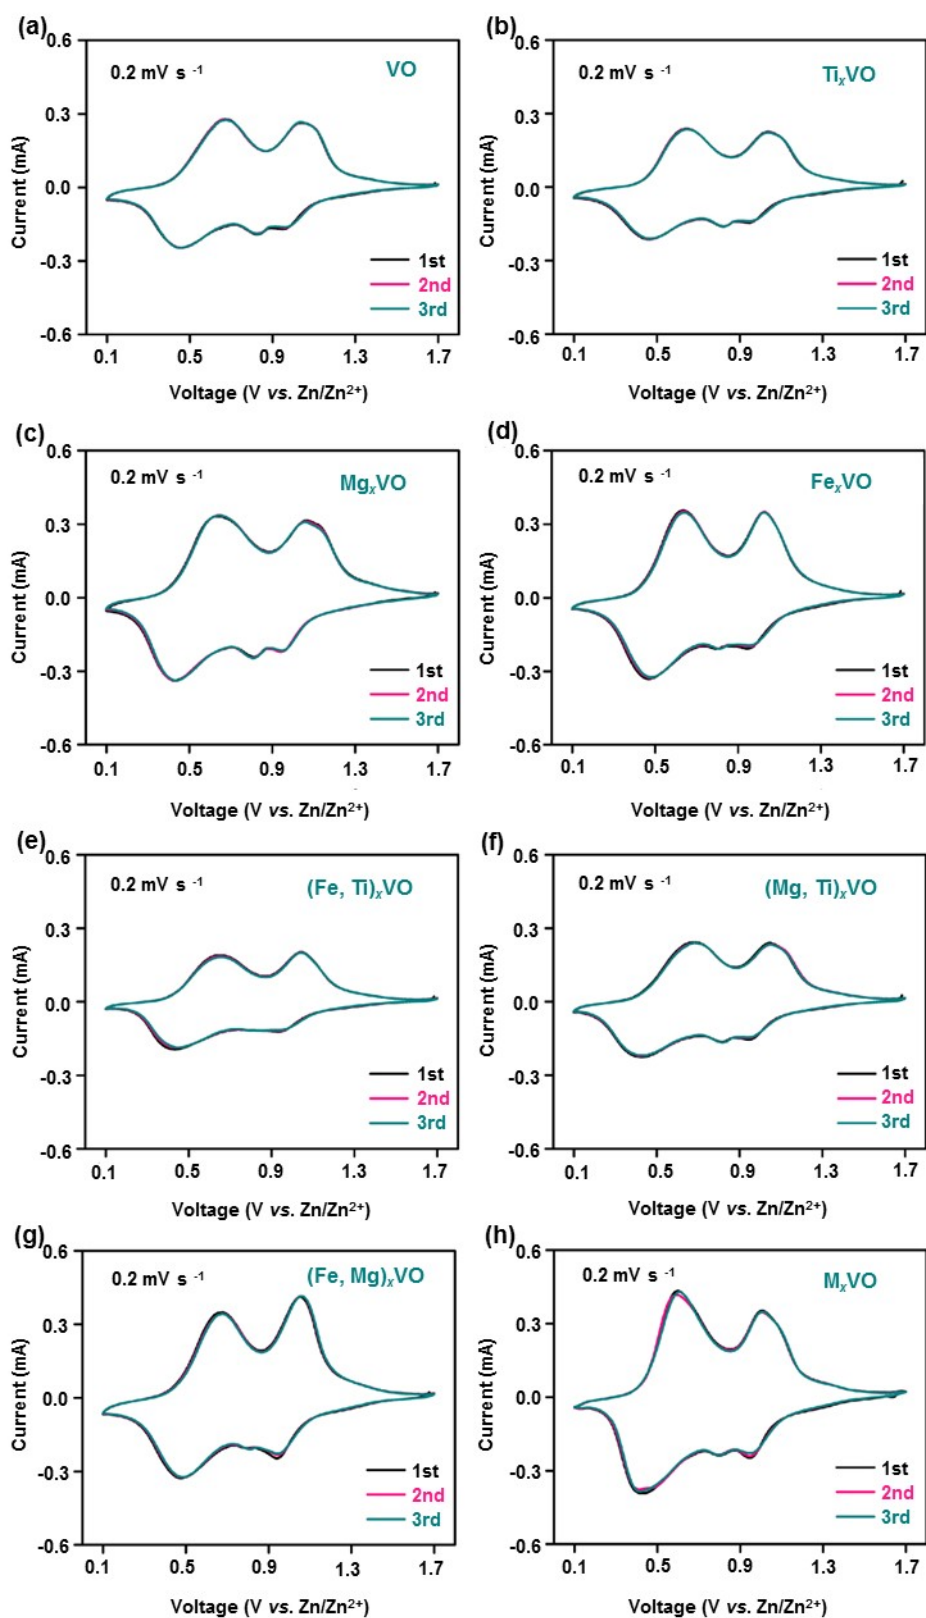 (a)
0.6
0.2 mV s⁻¹
VO
0.3
Current (mA)
0.0
-0.3
1st
2nd
3rd
-0.6
0.1 0.5 0.9 1.3 1.7
Voltage (V vs. Zn/Zn²⁺)
(b)
0.6
0.2 mV s⁻¹
TiₓVO
0.3
Current (mA)
0.0
-0.3
1st
2nd
3rd
-0.6
0.1 0.5 0.9 1.3 1.7
Voltage (V vs. Zn/Zn²⁺)
(c)
0.6
0.2 mV s⁻¹
MgₓVO
0.3
Current (mA)
0.0
-0.3
1st
2nd
3rd
-0.6
0.1 0.5 0.9 1.3 1.7
Voltage (V vs. Zn/Zn²⁺)
(d)
0.6
0.2 mV s⁻¹
FeₓVO
0.3
Current (mA)
0.0
-0.3
1st
2nd
3rd
-0.6
0.1 0.5 0.9 1.3 1.7
Voltage (V vs. Zn/Zn²⁺)
(e)
0.6
0.2 mV s⁻¹
(Fe, Ti)ₓVO
0.3
Current (mA)
0.0
-0.3
1st
2nd
3rd
-0.6
0.1 0.5 0.9 1.3 1.7
Voltage (V vs. Zn/Zn²⁺)
(f)
0.6
0.2 mV s⁻¹
(Mg, Ti)ₓVO
0.3
Current (mA)
0.0
-0.3
1st
2nd
3rd
-0.6
0.1 0.5 0.9 1.3 1.7
Voltage (V vs. Zn/Zn²⁺)
(g)
0.6
0.2 mV s⁻¹
(Fe, Mg)ₓVO
0.3
Current (mA)
0.0
-0.3
1st
2nd
3rd
-0.6
0.1 0.5 0.9 1.3 1.7
Voltage (V vs. Zn/Zn²⁺)
(h)
0.6
0.2 mV s⁻¹
MₓVO
0.3
Current (mA)
0.0
-0.3
1st
2nd
3rd
-0.6
0.1 0.5 0.9 1.3 1.7
Voltage (V vs. Zn/Zn²⁺)